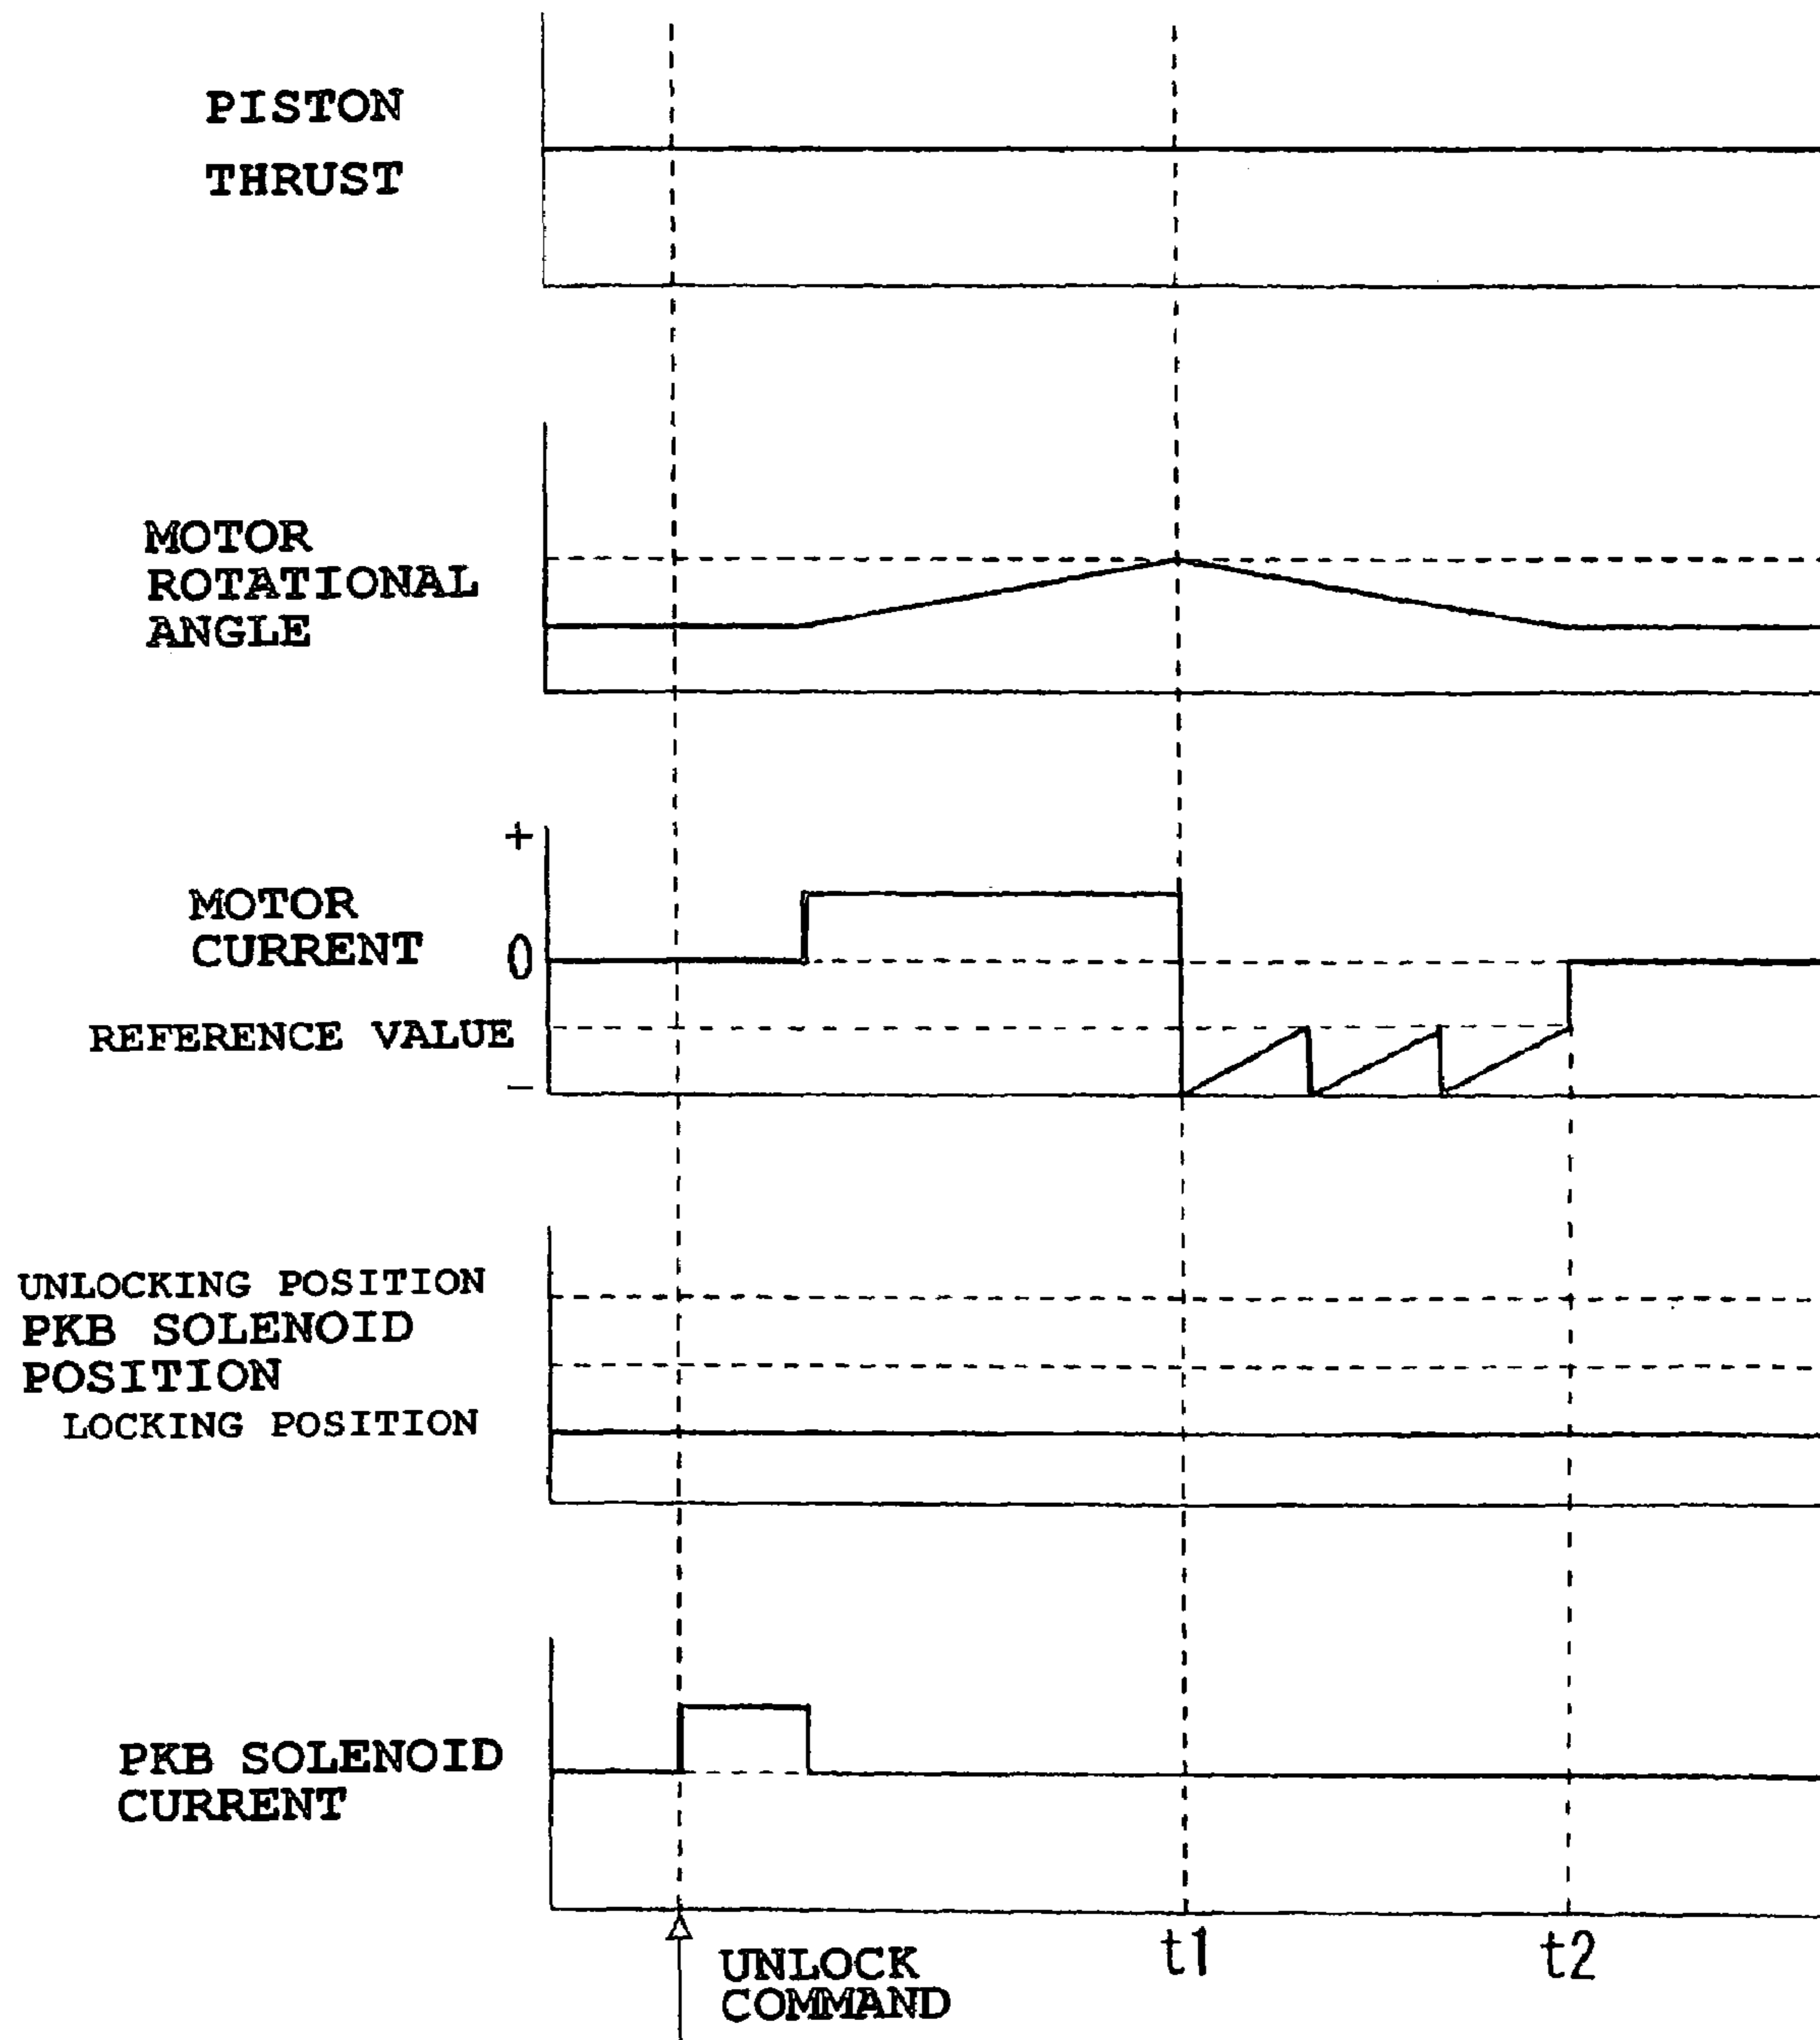 PISTON
THRUST
MOTOR
ROTATIONAL
ANGLE
+
MOTOR
CURRENT
0
REFERENCE VALUE
−
UNLOCKING POSITION
PKB SOLENOID
POSITION
LOCKING POSITION
PKB SOLENOID
CURRENT
t1
t2
UNLOCK
COMMAND